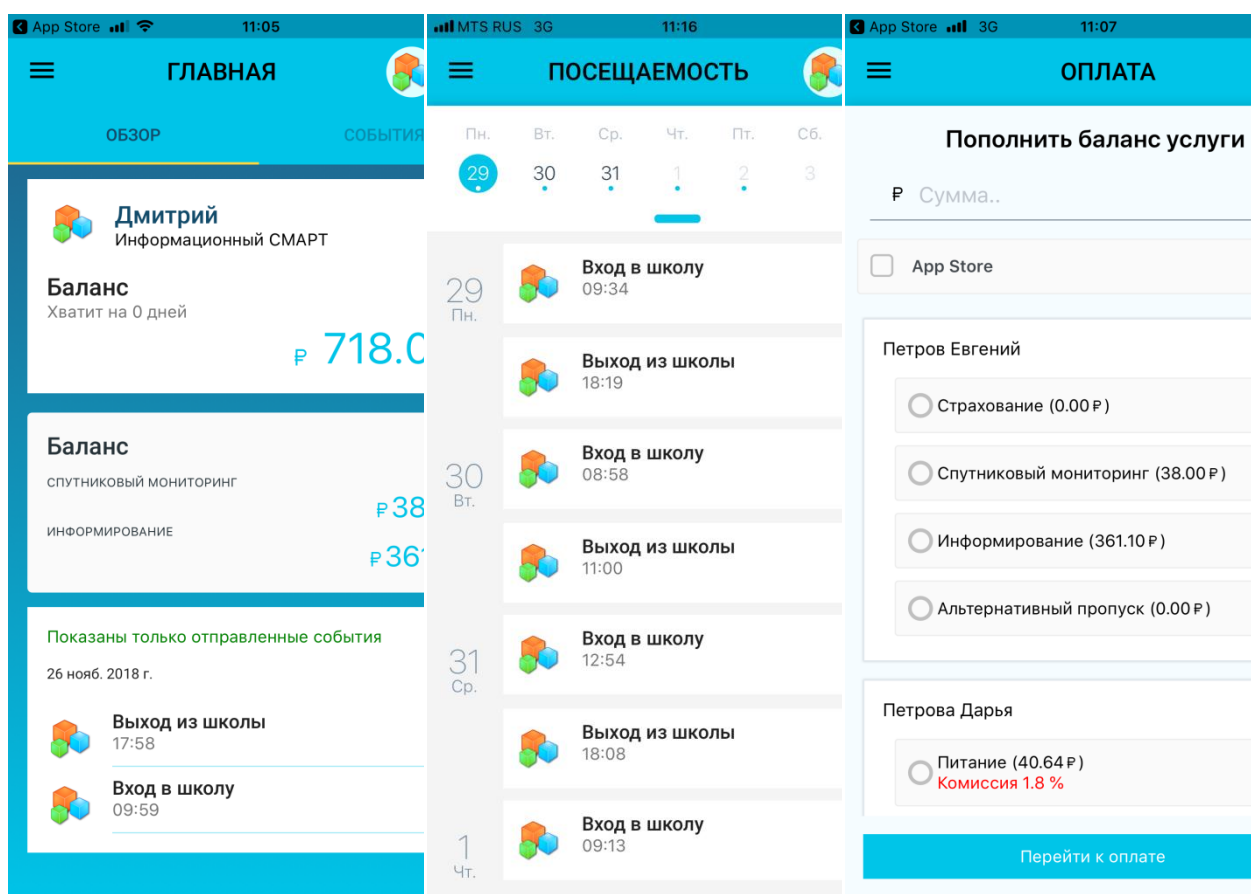 App Store 11:05
ГЛАВНАЯ
ОБЗОР СОБЫТИЯ
Дмитрий
Информационный СМАРТ
Баланс
Хватит на 0 дней
₽ 718.0
Баланс
СПУТНИКОВЫЙ МОНИТОРИНГ
₽38
ИНФОРМИРОВАНИЕ
₽361
Показаны только отправленные события
26 нояб. 2018 г.
Выход из школы
17:58
Вход в школу
09:59
MTS RUS 3G 11:16
ПОСЕЩАЕМОСТЬ
Пн. Вт. Ср. Чт. Пт. Сб.
29 30 31 1 2 3
29
Пн.
Вход в школу
09:34
Выход из школы
18:19
30
Вт.
Вход в школу
08:58
Выход из школы
11:00
31
Ср.
Вход в школу
12:54
Выход из школы
18:08
1
Чт.
Вход в школу
09:13
App Store 3G 11:07
ОПЛАТА
Пополнить баланс услуги
₽ Сумма..
App Store
Петров Евгений
Страхование (0.00 ₽)
Спутниковый мониторинг (38.00 ₽)
Информирование (361.10 ₽)
Альтернативный пропуск (0.00 ₽)
Петрова Дарья
Питание (40.64 ₽)
Комиссия 1.8 %
Перейти к оплате